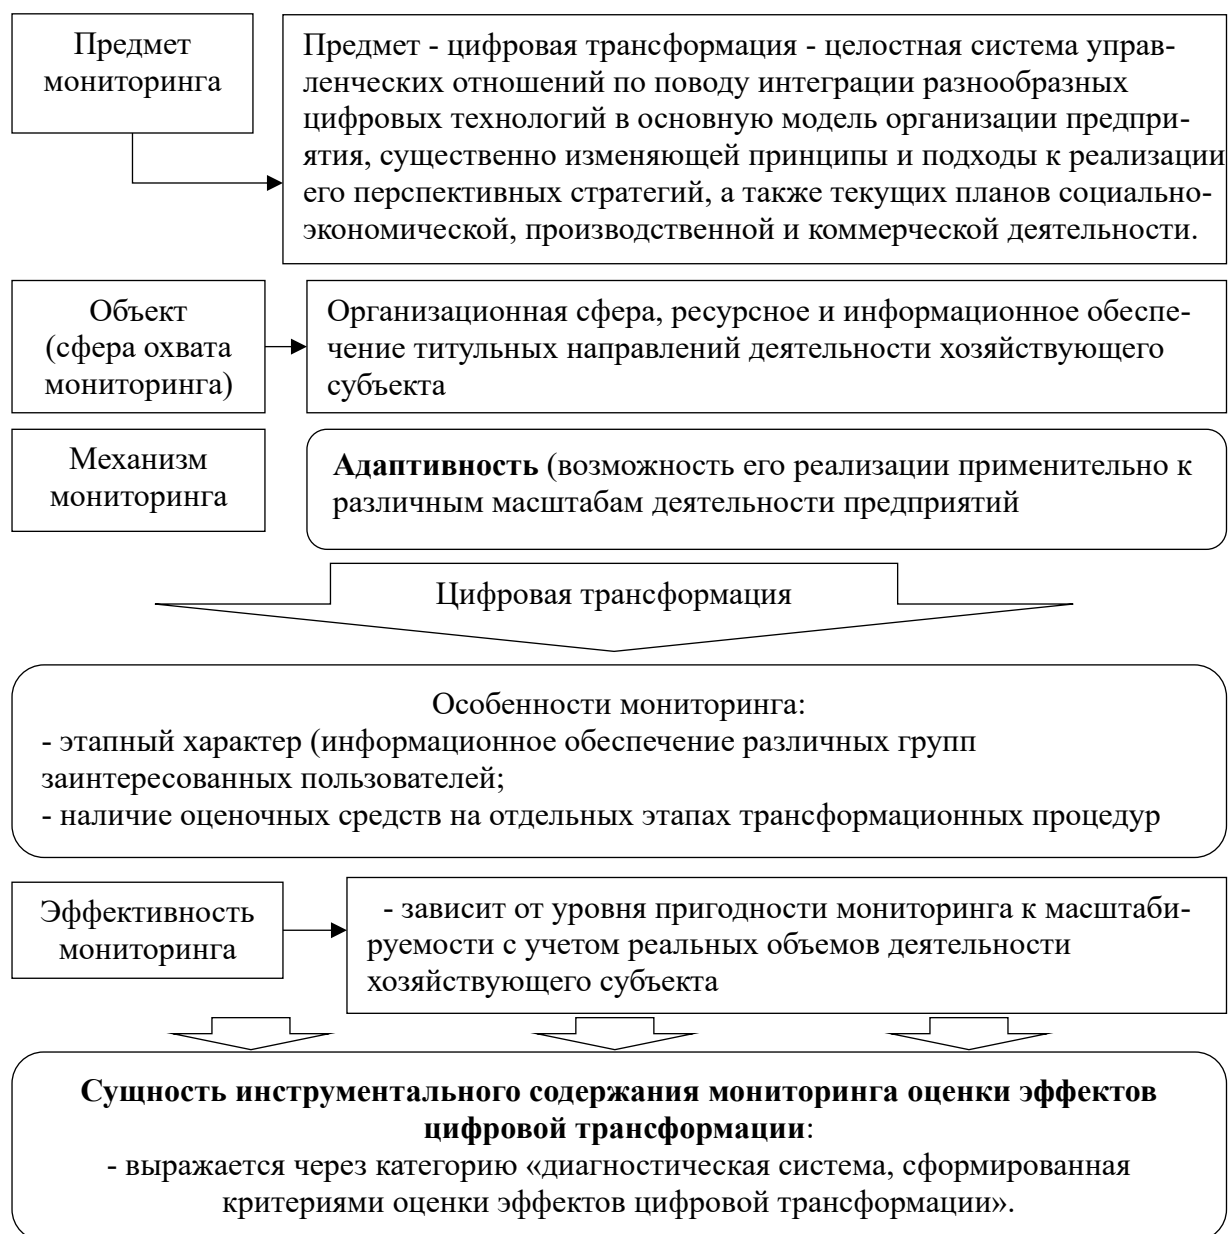 Предмет
мониторинга
Предмет - цифровая трансформация - целостная система управ-
ленческих отношений по поводу интеграции разнообразных
цифровых технологий в основную модель организации предпри-
ятия, существенно изменяющей принципы и подходы к реализации
его перспективных стратегий, а также текущих планов социально-
экономической, производственной и коммерческой деятельности.
Объект
(сфера охвата
мониторинга)
Организационная сфера, ресурсное и информационное обеспе-
чение титульных направлений деятельности хозяйствующего
субъекта
Механизм
мониторинга
Адаптивность (возможность его реализации применительно к
различным масштабам деятельности предприятий
Цифровая трансформация
Особенности мониторинга:
- этапный характер (информационное обеспечение различных групп
заинтересованных пользователей;
- наличие оценочных средств на отдельных этапах трансформационных процедур
Эффективность
мониторинга
- зависит от уровня пригодности мониторинга к масштаби-
руемости с учетом реальных объемов деятельности
хозяйствующего субъекта
Сущность инструментального содержания мониторинга оценки эффектов
цифровой трансформации:
- выражается через категорию «диагностическая система, сформированная
критериями оценки эффектов цифровой трансформации».